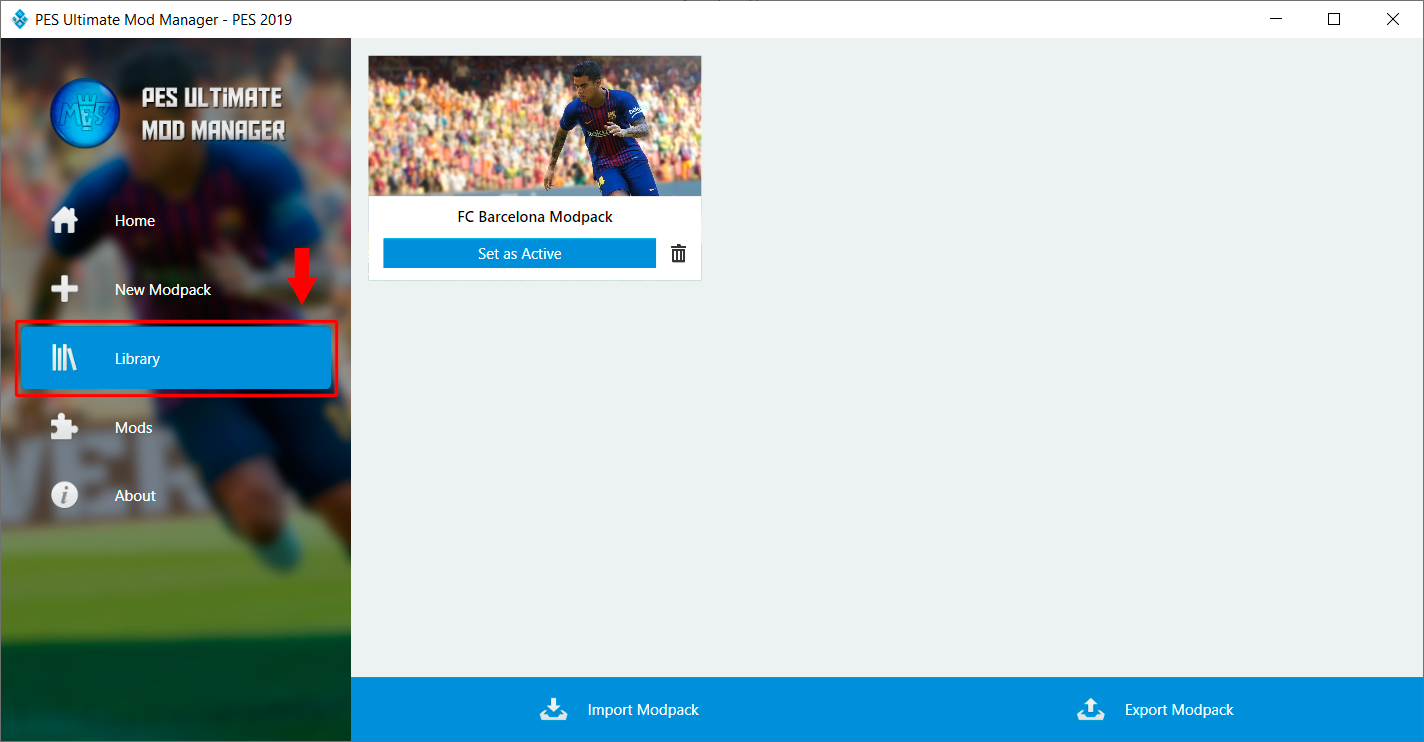 PES Ultimate Mod Manager - PES 2019
PES ULTIMATE
MOD MANAGER
Home
New Modpack
Library
Mods
About
FC Barcelona Modpack
Set as Active
Import Modpack
Export Modpack